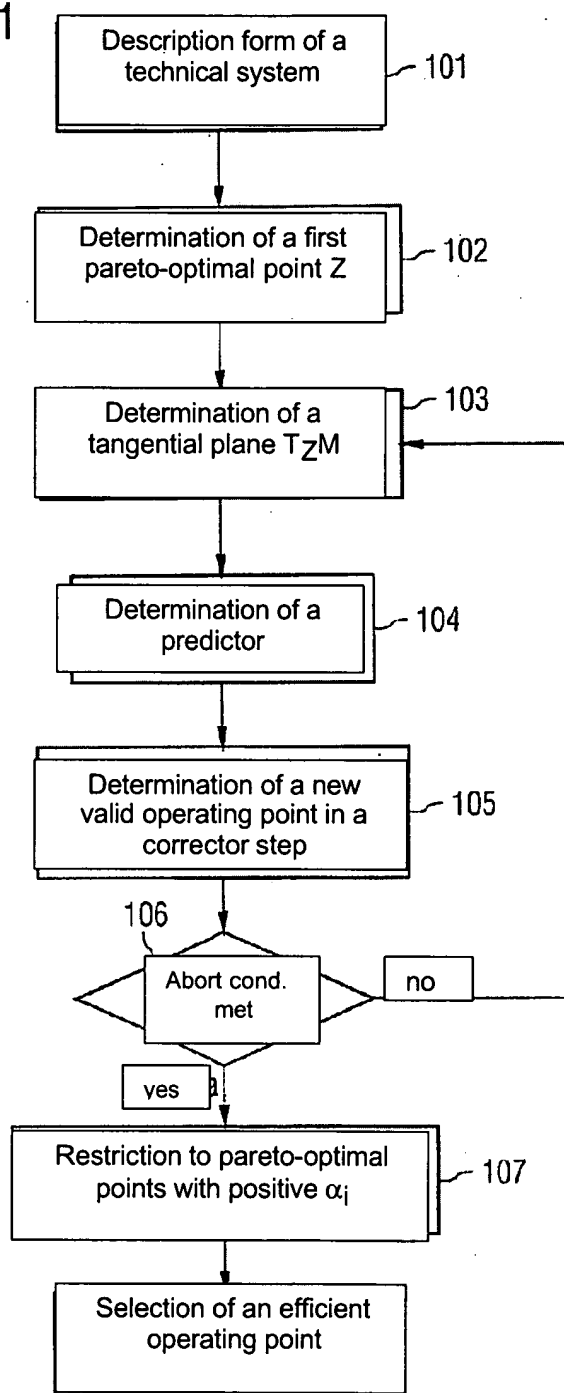 1
Description form of a
technical system
101
Determination of a first
pareto-optimal point Z
102
Determination of a
tangential plane TZM
103
Determination of a
predictor
104
Determination of a new
valid operating point in a
corrector step
105
106
Abort cond.
met
no
yes
Restriction to pareto-optimal
points with positive αi
107
Selection of an efficient
operating point